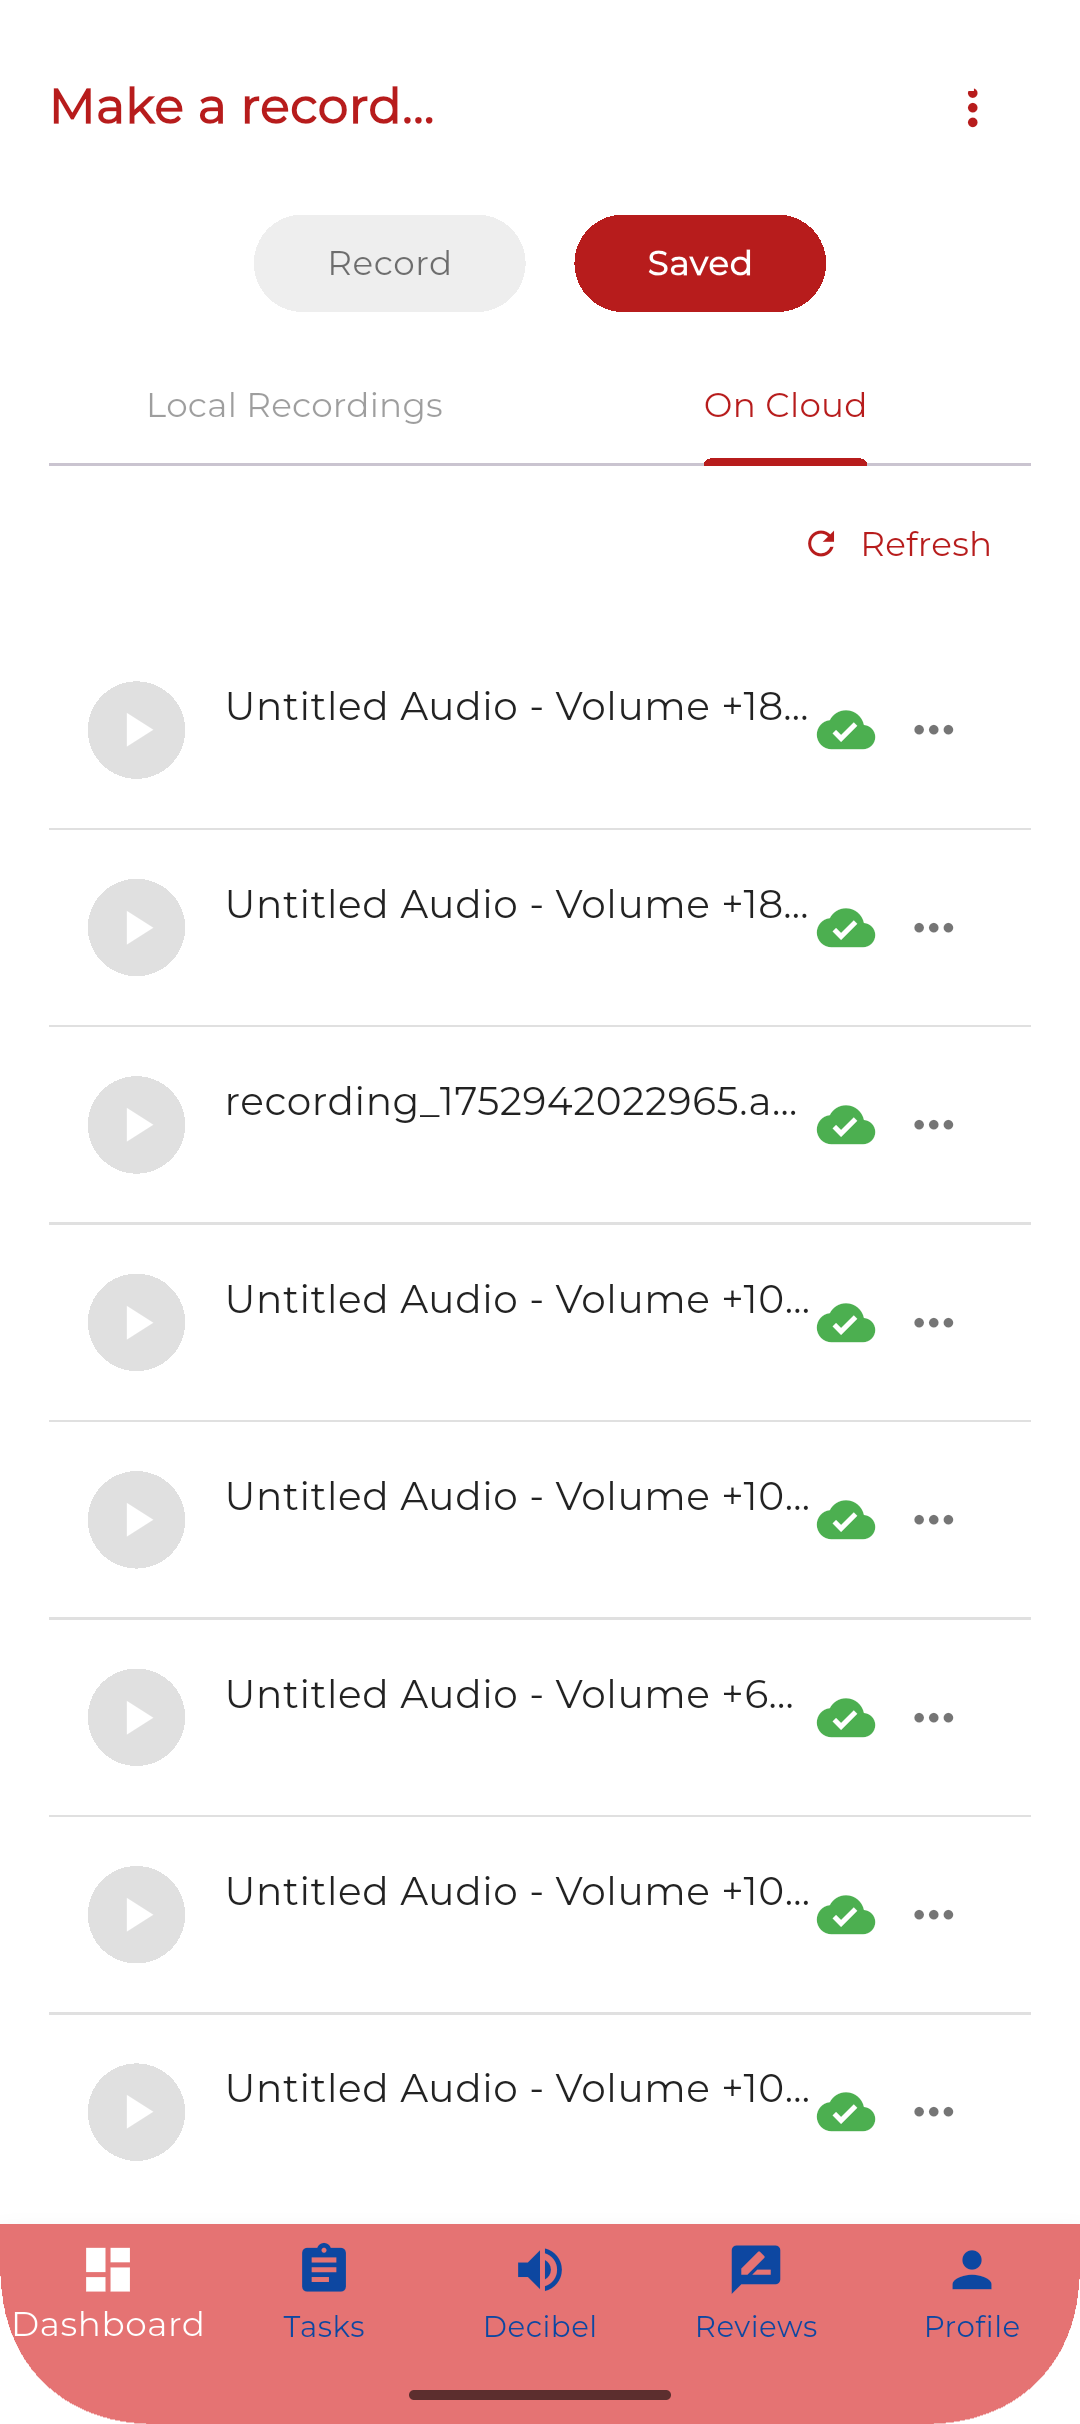 Make a record...
Record
Saved
Local Recordings
On Cloud
Refresh
Untitled Audio - Volume +18...
Untitled Audio - Volume +18...
recording_1752942022965.a...
Untitled Audio - Volume +10...
Untitled Audio - Volume +10...
Untitled Audio - Volume +6...
Untitled Audio - Volume +10...
Untitled Audio - Volume +10...
Dashboard
Tasks
Decibel
Reviews
Profile